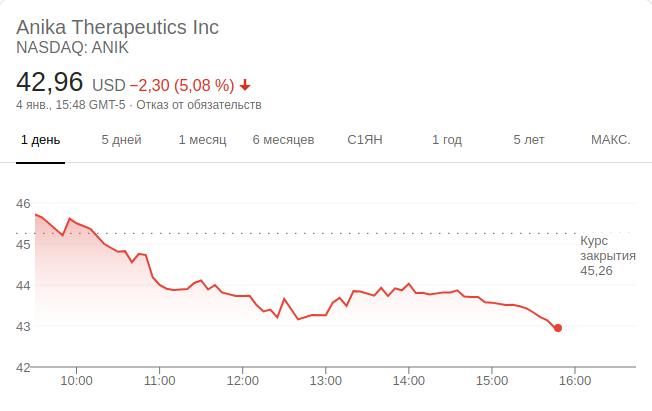 Anika Therapeutics Inc
NASDAQ: ANIK
42,96 USD −2,30 (5,08 %)
4 янв., 15:48 GMT-5 · Отказ от обязательств
1 день 5 дней 1 месяц 6 месяцев С1ЯН 1 год 5 лет МАКС.
46
45
44
43
42
Курс
закрытия
45,26
10:00 11:00 12:00 13:00 14:00 15:00 16:00